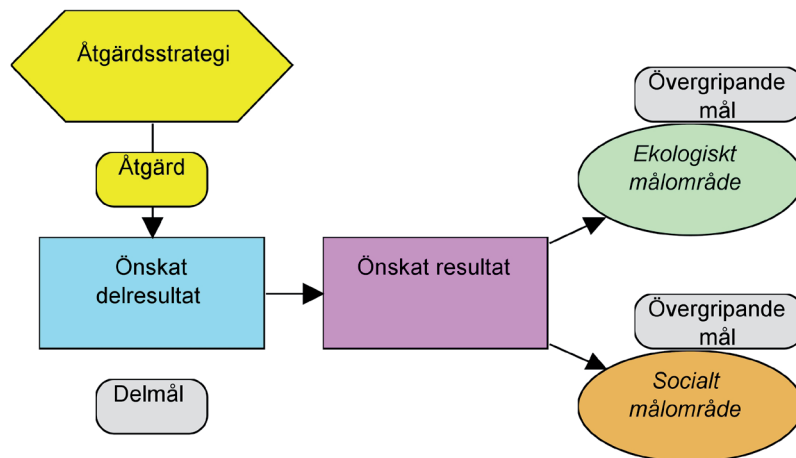 Åtgärdsstrategi
Åtgärd
Önskat
delresultat
Delmål
Önskat resultat
Övergripande
mål
Ekologiskt
målområde
Övergripande
mål
Socialt
målområde